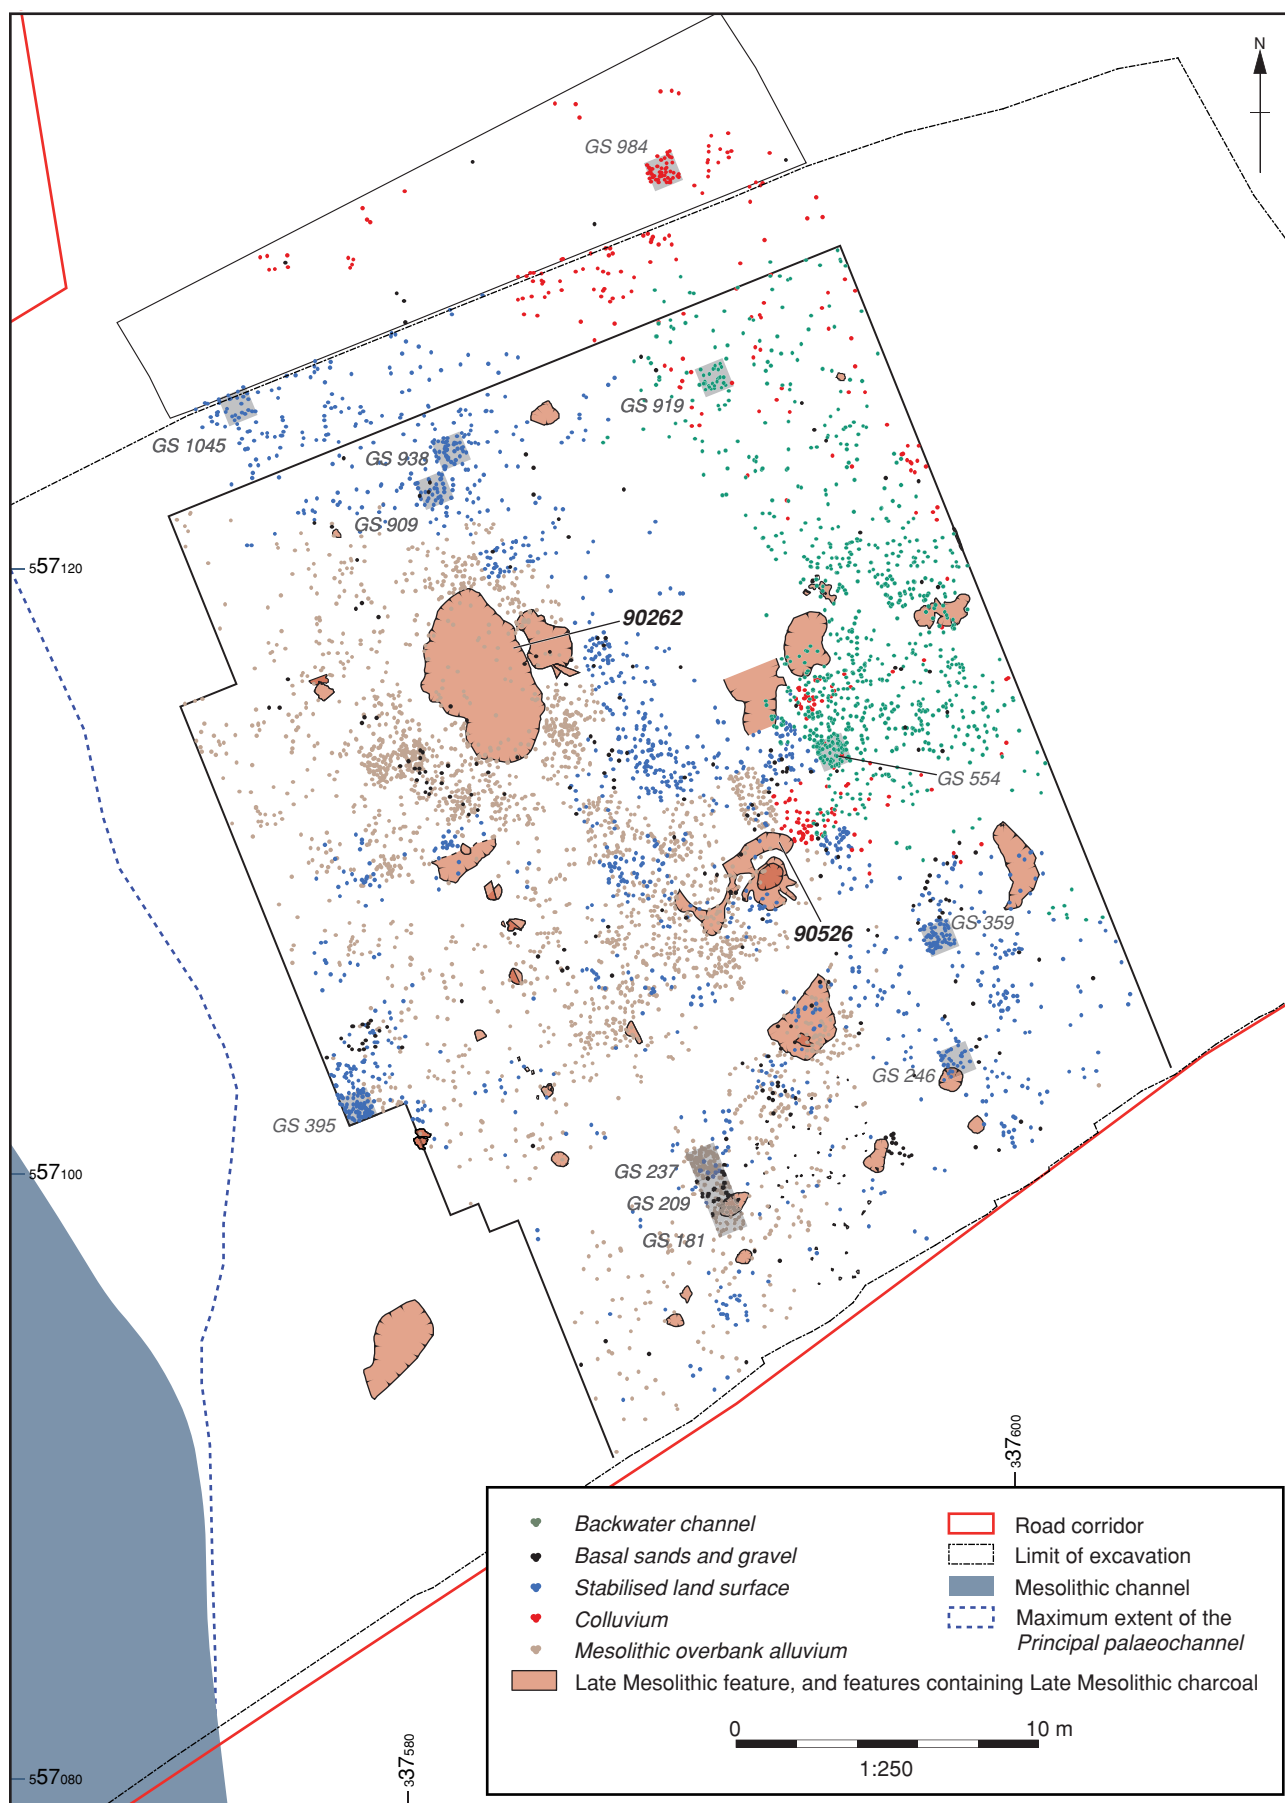 N
GS 984
GS 919
GS 1045
GS 938
GS 909
557120
90262
GS 554
90526
GS 359
GS 246
GS 395
GS 237
557100
GS 209
GS 181
337600
337580
557080
Backwater channel
Basal sands and gravel
Stabilised land surface
Colluvium
Mesolithic overbank alluvium
Late Mesolithic feature, and features containing Late Mesolithic charcoal
Road corridor
Limit of excavation
Mesolithic channel
Maximum extent of the
Principal palaeochannel
0 10 m
1:250